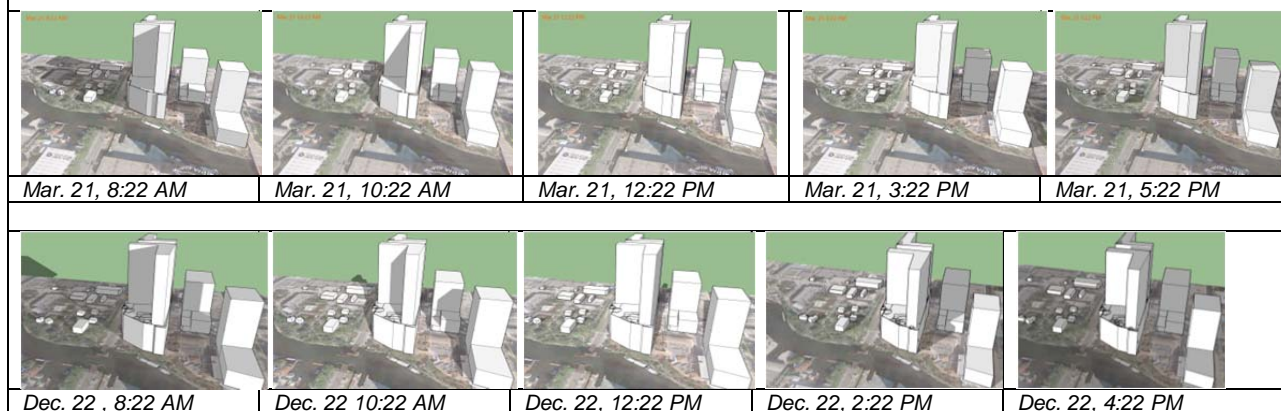 Mar. 21, 8:22 AM
Mar. 21, 10:22 AM
Mar. 21, 12:22 PM
Mar. 21, 3:22 PM
Mar. 21, 5:22 PM
Dec. 22 , 8:22 AM
Dec. 22 10:22 AM
Dec. 22, 12:22 PM
Dec. 22, 2:22 PM
Dec. 22, 4:22 PM